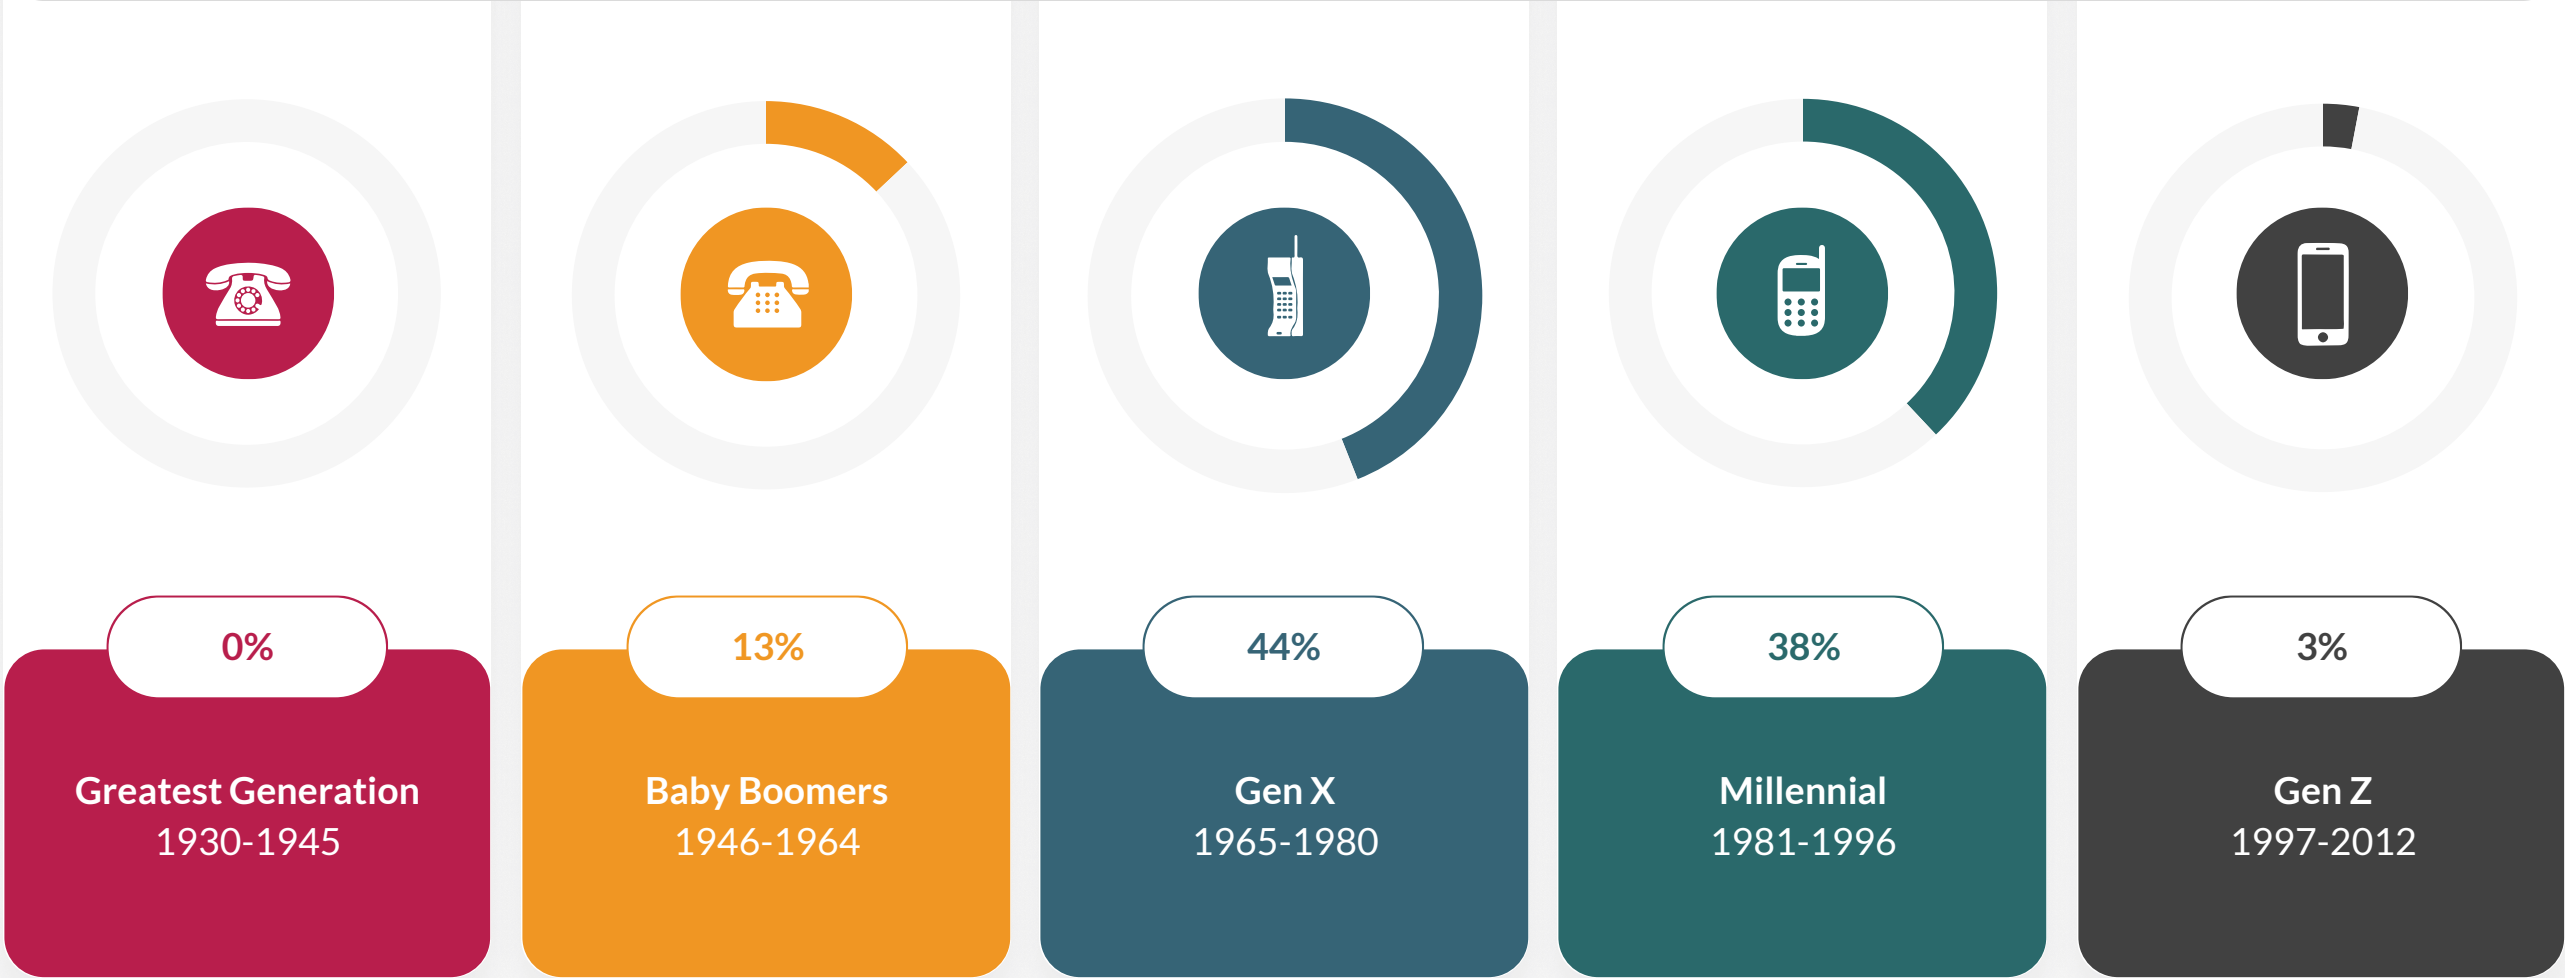 0%
Greatest Generation
1930-1945
13%
Baby Boomers
1946-1964
44%
Gen X
1965-1980
38%
Millennial
1981-1996
3%
Gen Z
1997-2012